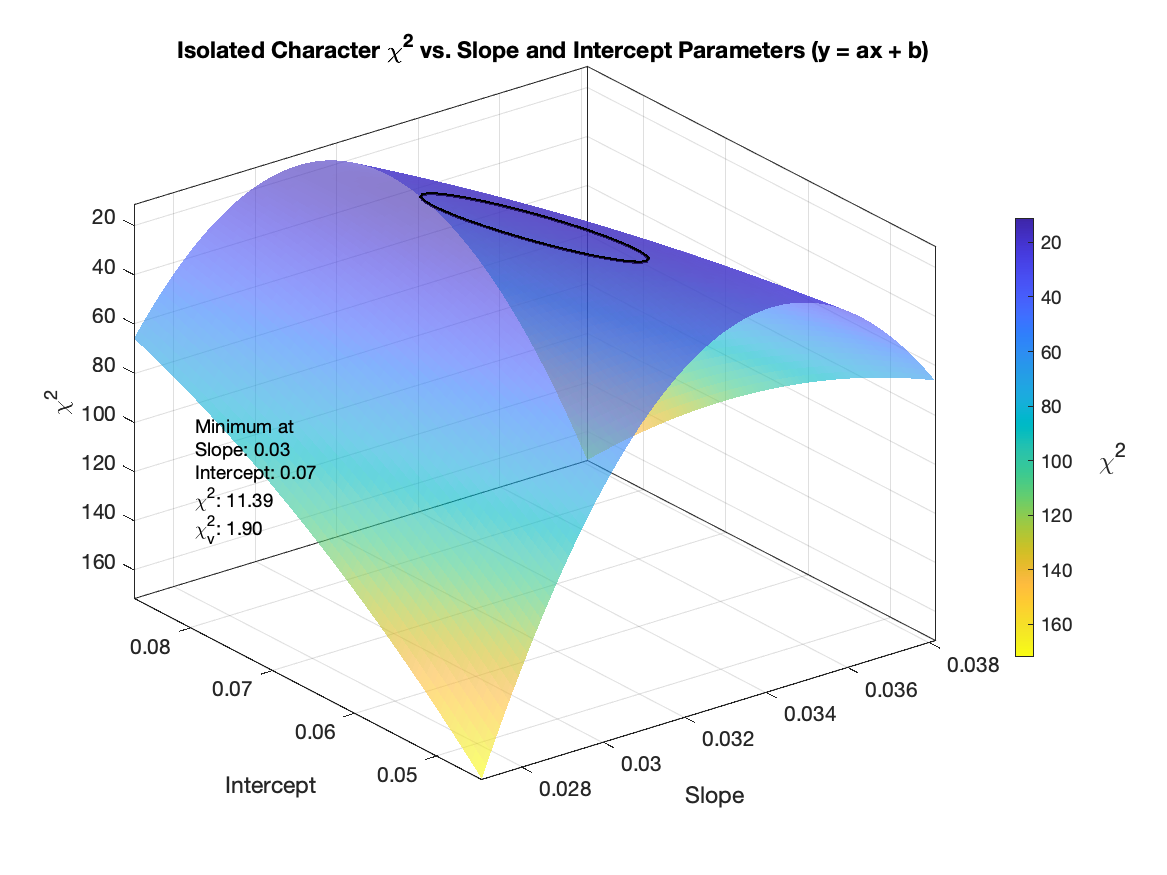 Isolated Character χ² vs. Slope and Intercept Parameters (y = ax + b)
20
40
60
80
100
120
140
160
χ²
Minimum at
Slope: 0.03
Intercept: 0.07
χ²: 11.39
χ²ᵥ: 1.90
0.08
0.07
0.06
0.05
Intercept
0.028
0.03
0.032
0.034
0.036
0.038
Slope
20
40
60
80
100
120
140
160
χ²